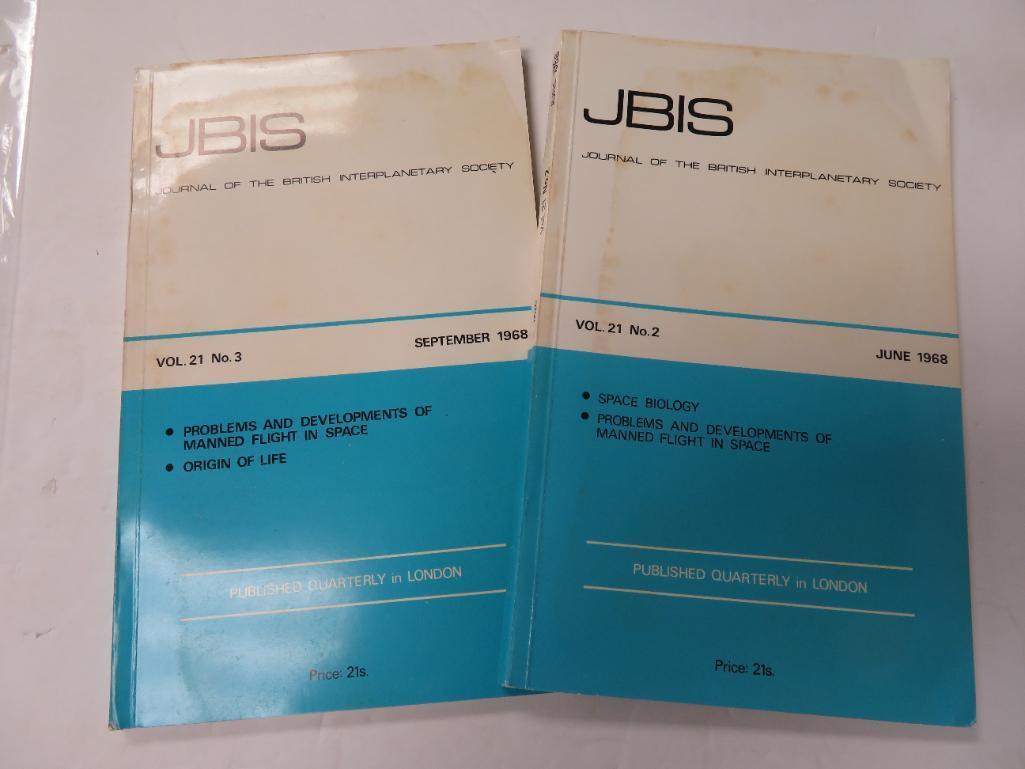 JBIS
JOURNAL OF THE BRITISH INTERPLANETARY SOCIETY
VOL. 21 No. 3
SEPTEMBER 1968
• PROBLEMS AND DEVELOPMENTS OF
MANNED FLIGHT IN SPACE
• ORIGIN OF LIFE
PUBLISHED QUARTERLY in LONDON
Price: 21s.
21 No. 2
JBIS
JOURNAL OF THE BRITISH INTERPLANETARY SOCIETY
VOL. 21 No. 2
JUNE 1968
• SPACE BIOLOGY
• PROBLEMS AND DEVELOPMENTS OF
MANNED FLIGHT IN SPACE
PUBLISHED QUARTERLY in LONDON
Price: 21s.